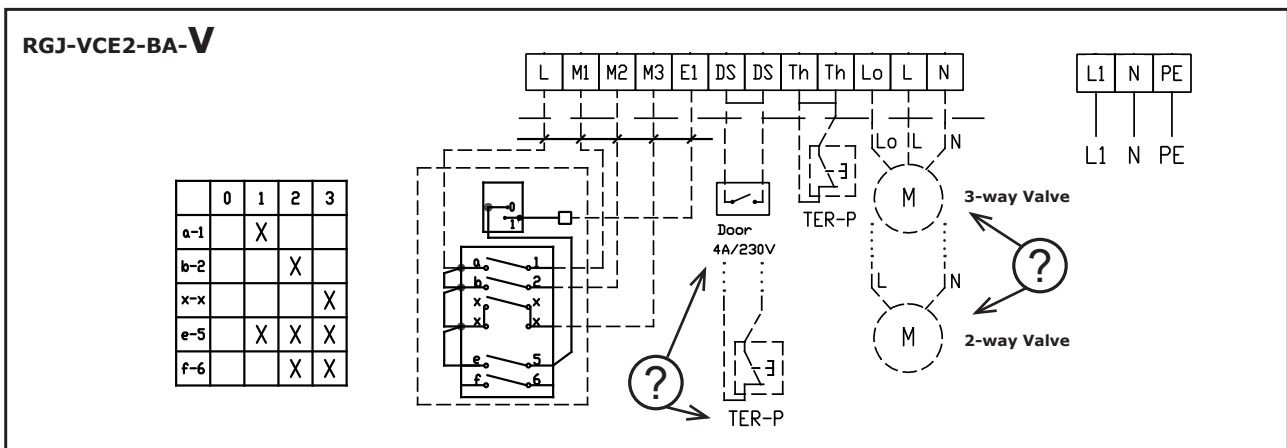 RGJ-VCE2-BA-V
L M1 M2 M3 E1 DS DS Th Th Lo L N
L1 N PE
Lo L N
L1 N PE
0 1 2 3
a-1 X
b-2 X
x-x X
e-5 X X X
f-6 X X
0
1
a 1
b 2
x x
x x
e 5
f 6
Door
4A/230V
TER-P
M
3-way Valve
?
L N
M
2-way Valve
?
TER-P